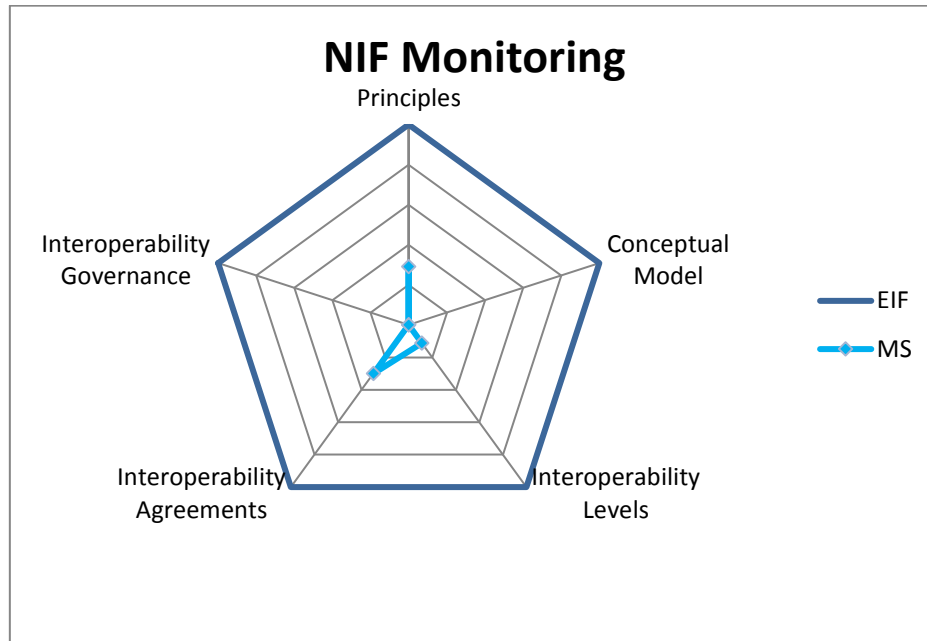 NIF Monitoring
Principles
Interoperability
Governance
Conceptual
Model
EIF
MS
Interoperability
Agreements
Interoperability
Levels